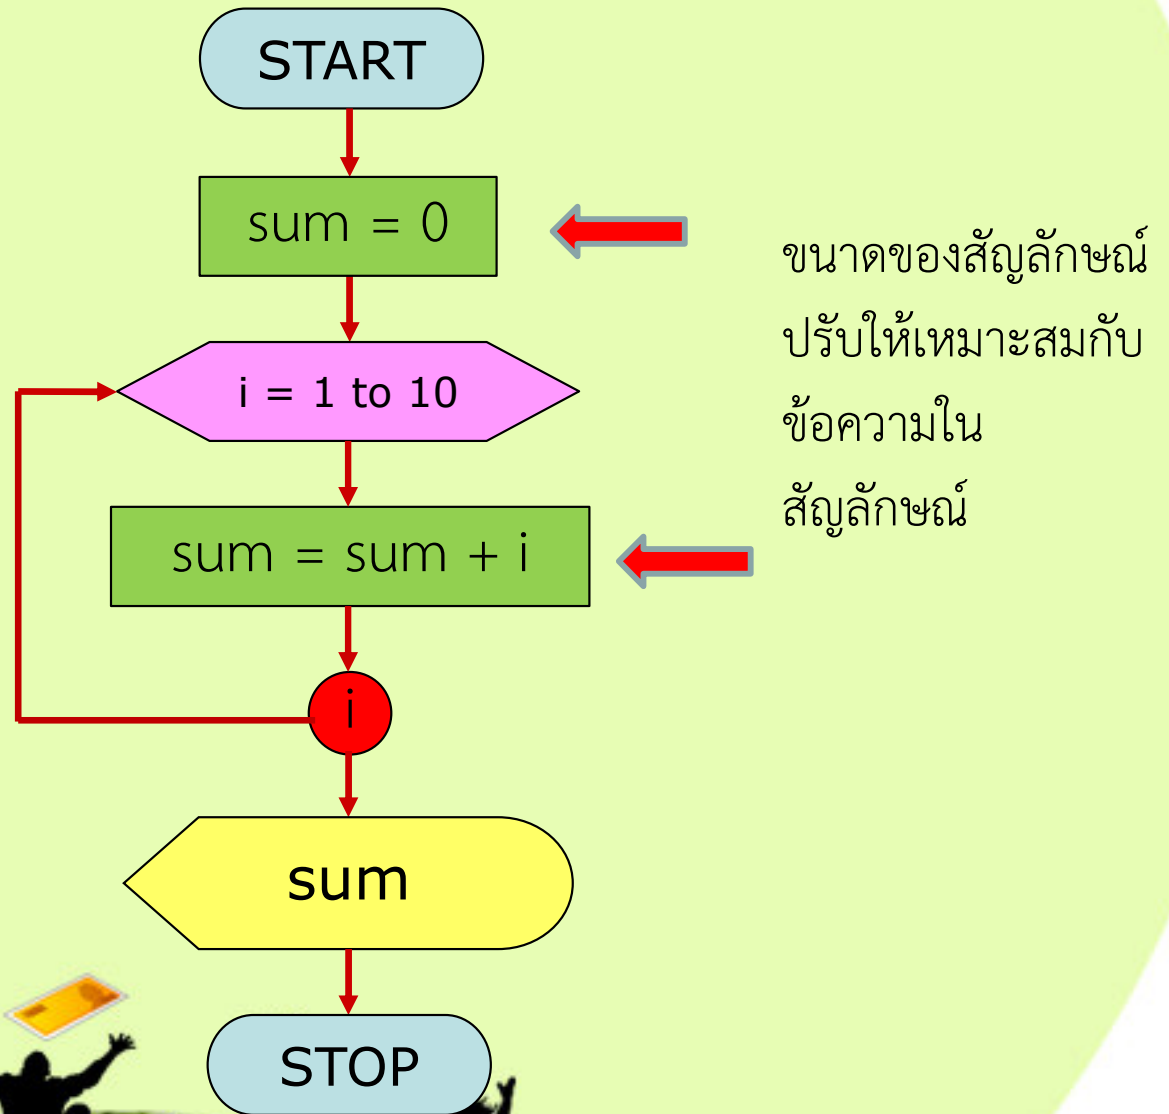 START
sum = 0
i = 1 to 10
sum = sum + i
i
sum
STOP
ขนาดของสัญลักษณ์
ปรับให้เหมาะสมกับ
ข้อความใน
สัญลักษณ์